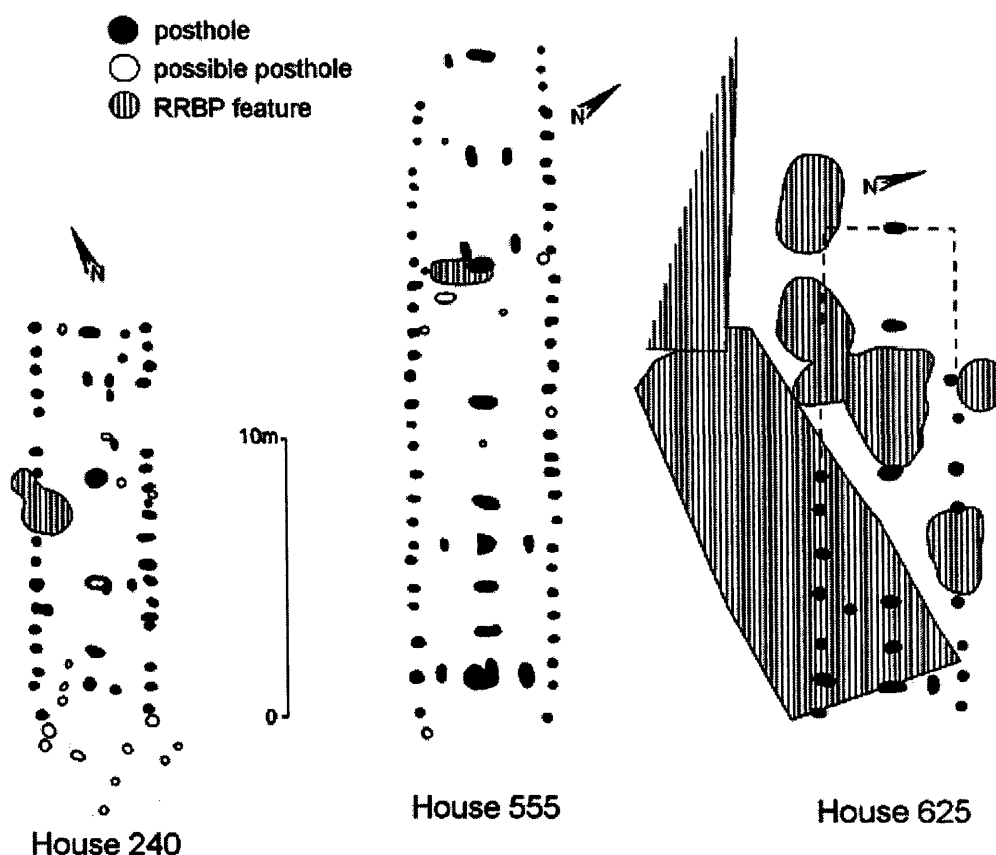 posthole
possible posthole
RRBP feature
N
N
N
10m
0
House 240
House 555
House 625